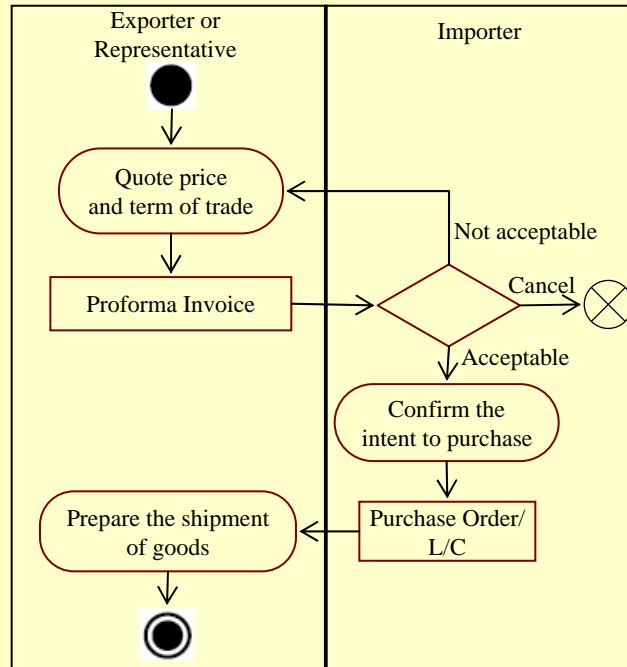 Exporter or
Representative
Importer
Quote price
and term of trade
Not acceptable
Proforma Invoice
Cancel
Acceptable
Confirm the
intent to purchase
Prepare the shipment
of goods
Purchase Order/
L/C